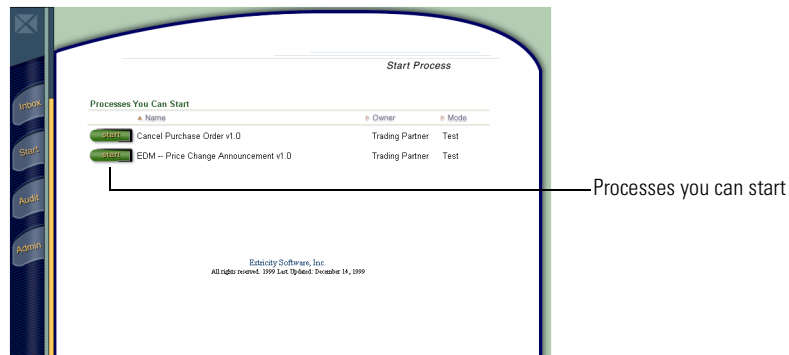 Start Process
Inbox
Start
Audit
Admin
Processes You Can Start
Name Owner Mode
start Cancel Purchase Order v1.0 Trading Partner Test
start EDM -- Price Change Announcement v1.0 Trading Partner Test
Processes you can start
Extricity Software, Inc.
All rights reserved. 1999 Last Updated: December 14, 1999